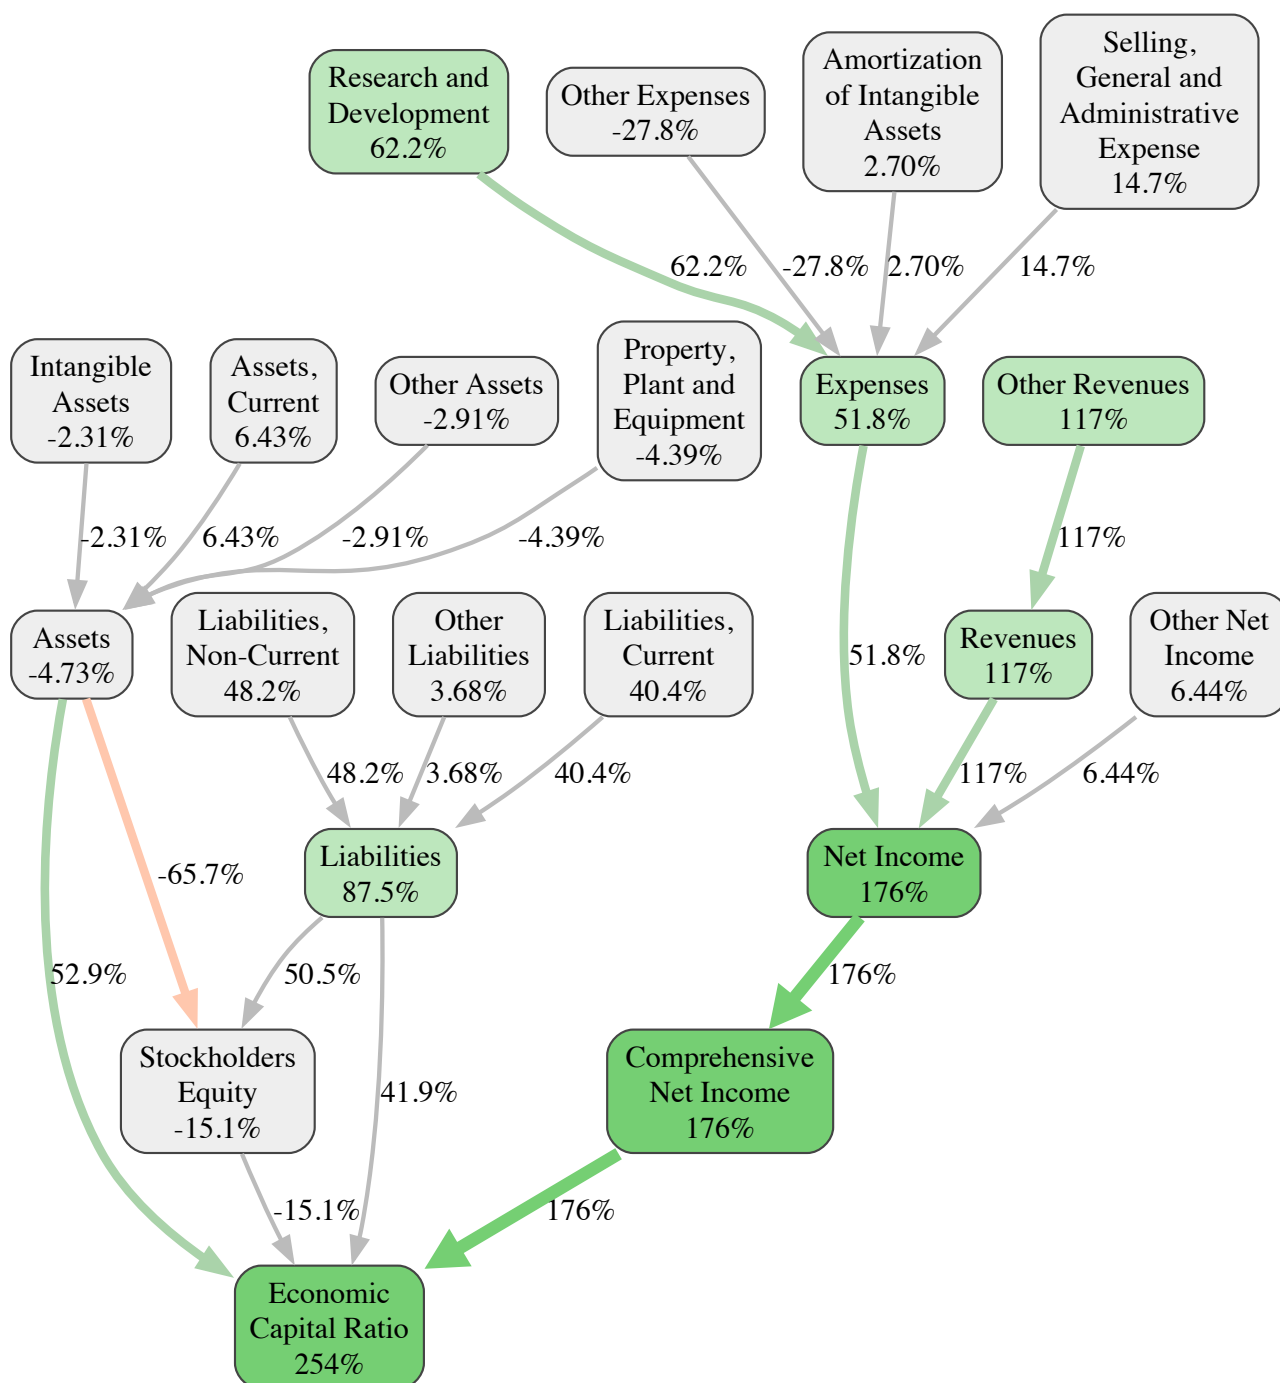 Research and
Development
62.2%
Other Expenses
-27.8%
Amortization
of Intangible
Assets
2.70%
Selling,
General and
Administrative
Expense
14.7%
62.2%
-27.8%
2.70%
14.7%
Intangible
Assets
-2.31%
Assets,
Current
6.43%
Other Assets
-2.91%
Property,
Plant and
Equipment
-4.39%
Expenses
51.8%
Other Revenues
117%
-2.31%
6.43%
-2.91%
-4.39%
117%
Assets
-4.73%
Liabilities,
Non-Current
48.2%
Other
Liabilities
3.68%
Liabilities,
Current
40.4%
51.8%
Revenues
117%
Other Net
Income
6.44%
48.2%
3.68%
40.4%
117%
6.44%
-65.7%
Liabilities
87.5%
Net Income
176%
52.9%
50.5%
176%
Stockholders
Equity
-15.1%
41.9%
Comprehensive
Net Income
176%
-15.1%
176%
Economic
Capital Ratio
254%